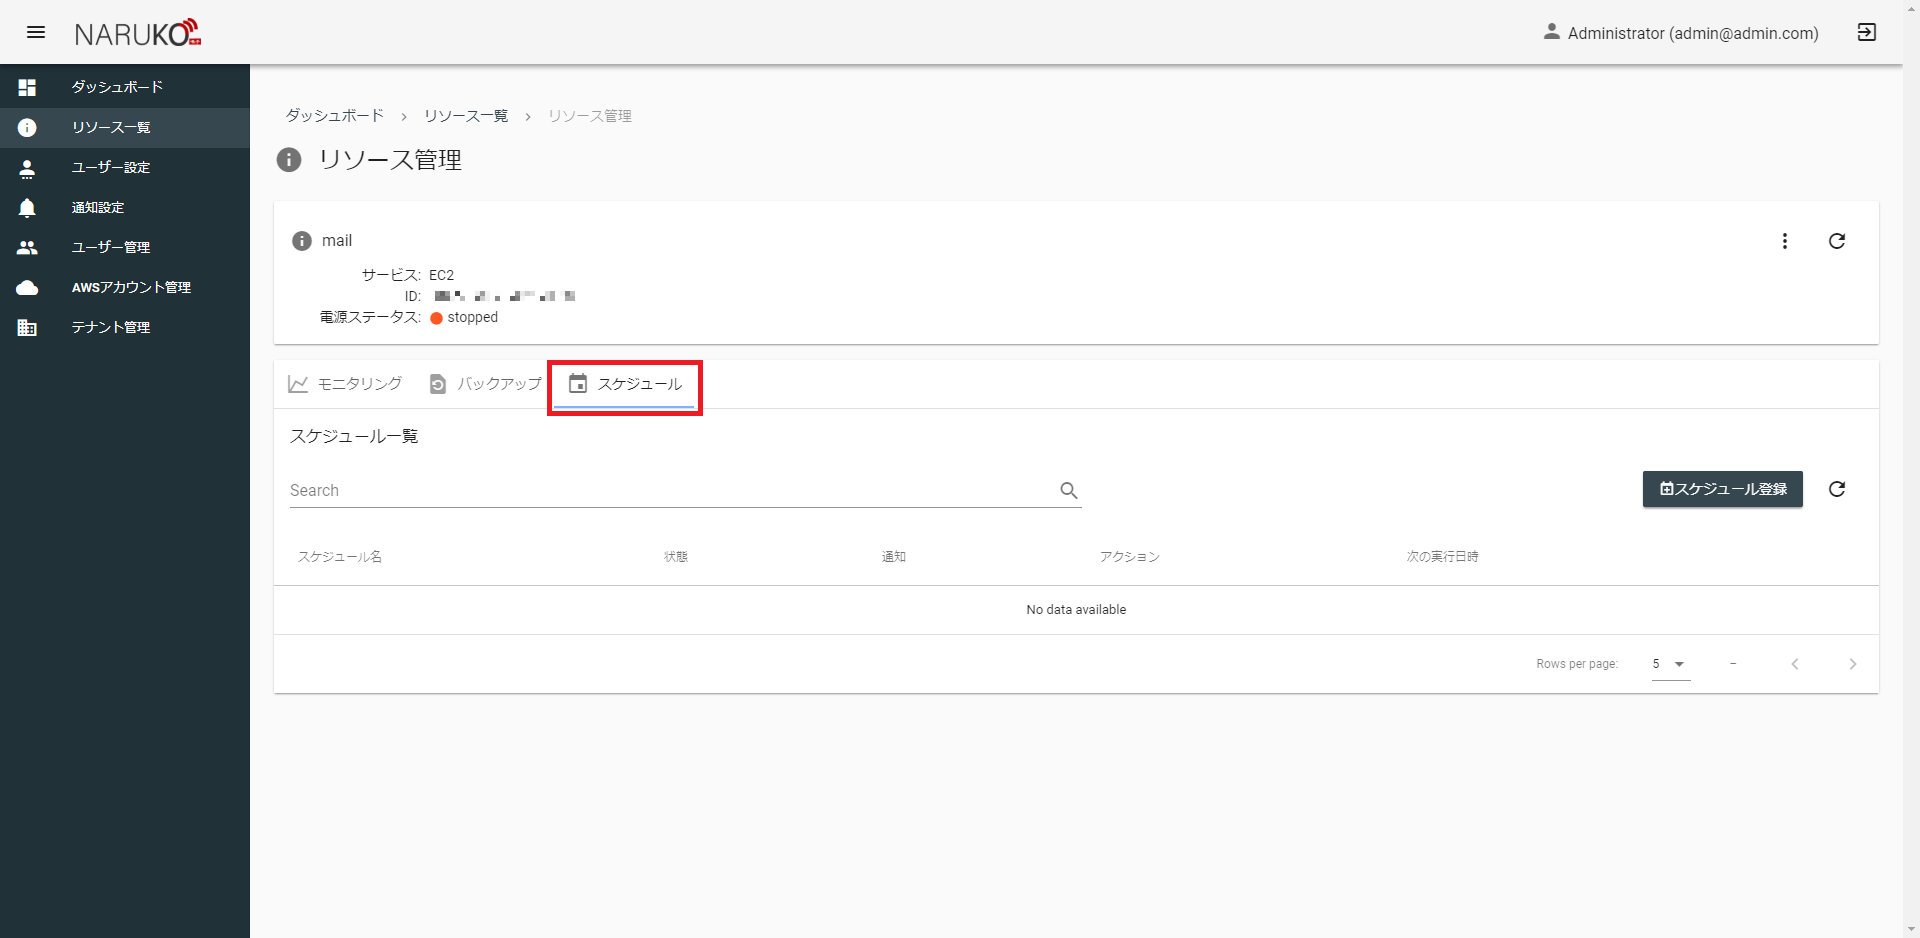 NARUKO
Administrator (admin@admin.com)
ダッシュボード
リソース一覧
ユーザー設定
通知設定
ユーザー管理
AWSアカウント管理
テナント管理
ダッシュボード > リソース一覧 > リソース管理
リソース管理
mail
サービス: EC2
ID:
電源ステータス: stopped
モニタリング バックアップ スケジュール
スケジュール一覧
Search
スケジュール登録
スケジュール名 状態 通知 アクション 次の実行日時
No data available
Rows per page: 5 –